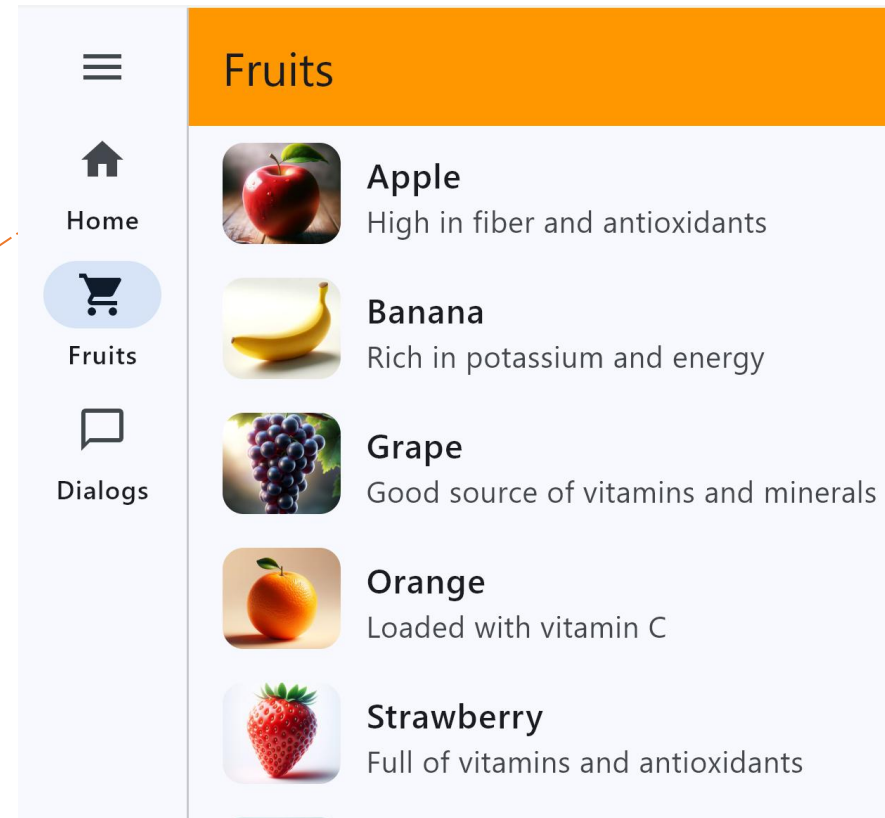 Home
Fruits
Dialogs
Fruits
Apple
High in fiber and antioxidants
Banana
Rich in potassium and energy
Grape
Good source of vitamins and minerals
Orange
Loaded with vitamin C
Strawberry
Full of vitamins and antioxidants